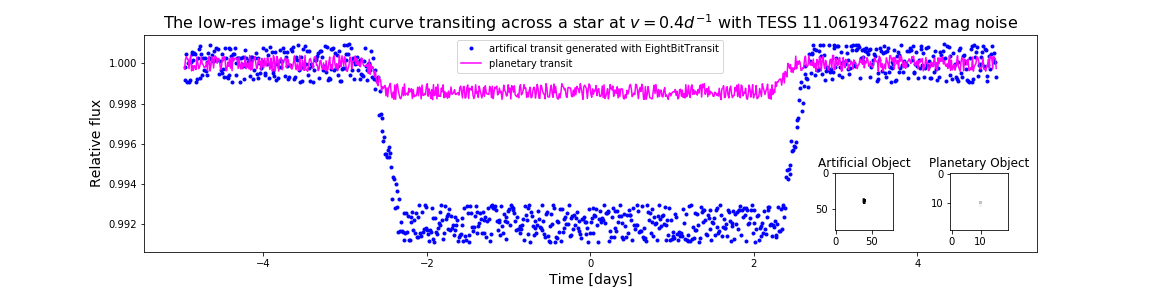 The low-res image's light curve transiting across a star at v = 0.4d⁻¹ with TESS 11.0619347622 mag noise
artifical transit generated with EightBitTransit
planetary transit
Relative flux
1.000
0.998
0.996
0.994
0.992
Artificial Object
0
50
0
50
Planetary Object
0
10
0
10
−4
−2
0
2
4
Time [days]